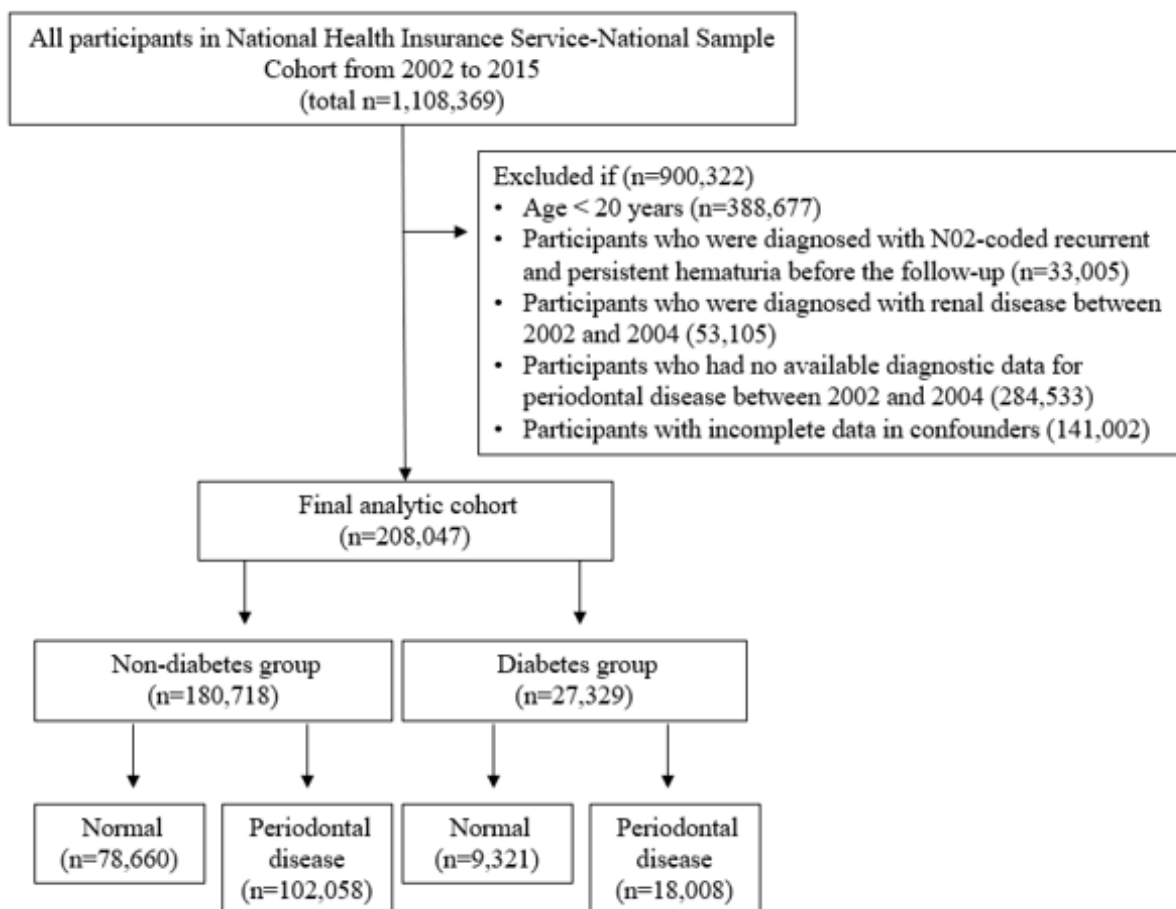 All participants in National Health Insurance Service-National Sample
Cohort from 2002 to 2015
(total n=1,108,369)
Excluded if (n=900,322)
• Age < 20 years (n=388,677)
• Participants who were diagnosed with N02-coded recurrent
and persistent hematuria before the follow-up (n=33,005)
• Participants who were diagnosed with renal disease between
2002 and 2004 (53,105)
• Participants who had no available diagnostic data for
periodontal disease between 2002 and 2004 (284,533)
• Participants with incomplete data in confounders (141,002)
Final analytic cohort
(n=208,047)
Non-diabetes group
(n=180,718)
Diabetes group
(n=27,329)
Normal
(n=78,660)
Periodontal
disease
(n=102,058)
Normal
(n=9,321)
Periodontal
disease
(n=18,008)